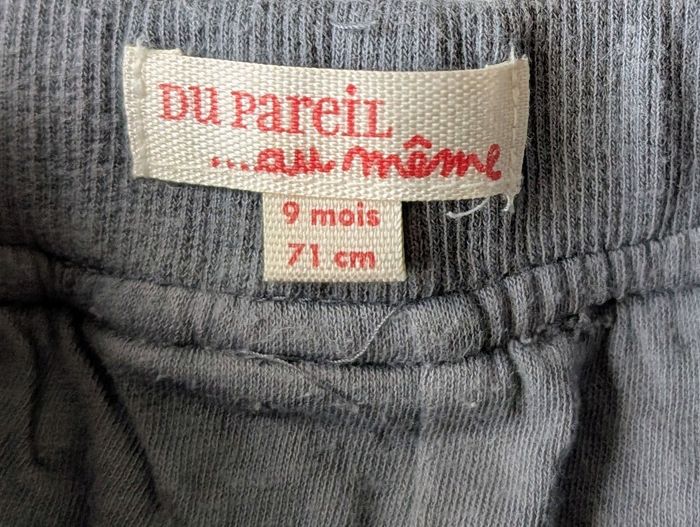 Du PareiL
...au même
9 mois
71 cm